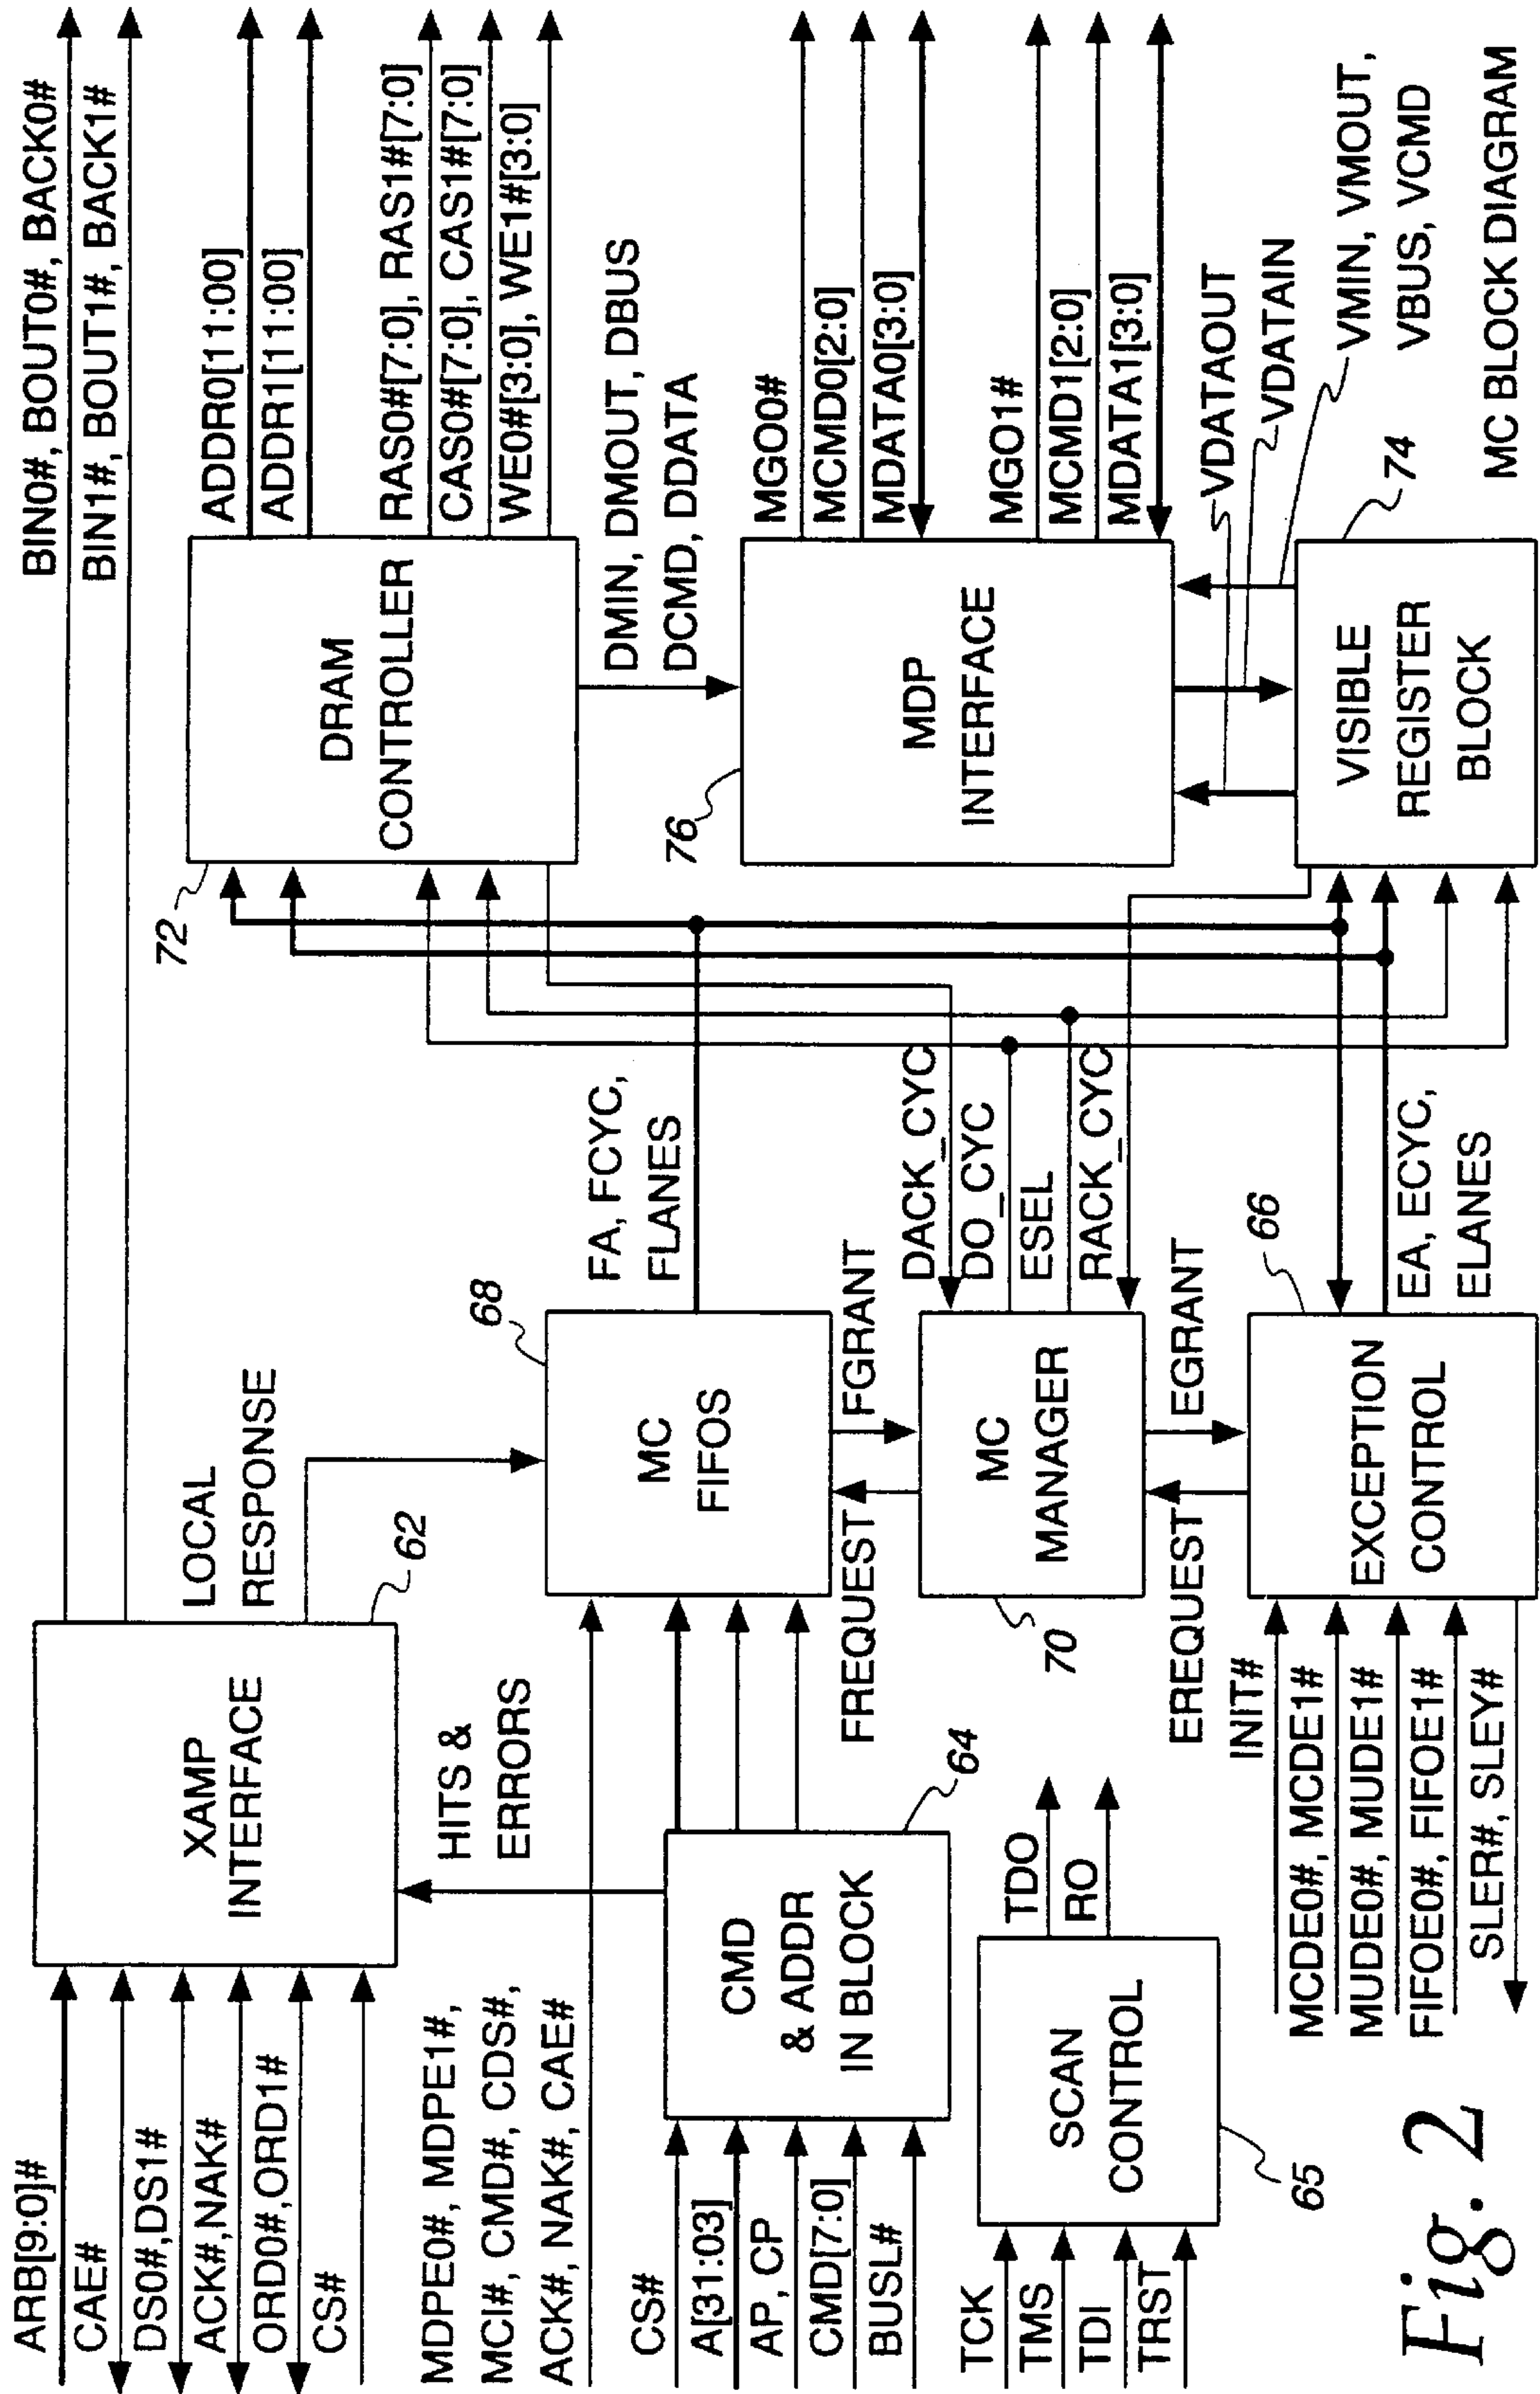 ARB[9:0]#
CAE#
DS0#,DS1#
ACK#,NAK#
ORD0#,ORD1#
CS#
XAMP
INTERFACE
62
LOCAL
RESPONSE
BIN0#, BOUT0#, BACK0#
BIN1#, BOUT1#, BACK1#
HITS &
ERRORS
MDPE0#, MDPE1#,
MCI#, CMD#, CDS#,
ACK#, NAK#, CAE#
CS#
A[31:03]
AP, CP
CMD[7:0]
BUSL#
CMD
& ADDR
IN BLOCK
64
TCK
TMS
TDI
TRST
SCAN
CONTROL
65
TDO
RO
MC
FIFOS
68
FA, FCYC,
FLANES
FREQUEST
FGRANT
MC
MANAGER
70
DACK_CYC
DO_CYC
ESEL
RACK_CYC
EREQUEST
EGRANT
INIT#
MCDE0#, MCDE1#
MUDE0#, MUDE1#
FIFOE0#, FIFOE1#
SLER#, SLEY#
EXCEPTION
CONTROL
66
EA, ECYC,
ELANES
72
DRAM
CONTROLLER
ADDR0[11:00]
ADDR1[11:00]
RAS0#[7:0], RAS1#[7:0]
CAS0#[7:0], CAS1#[7:0]
WE0#[3:0], WE1#[3:0]
DMIN, DMOUT, DBUS
DCMD, DDATA
76
MDP
INTERFACE
MGO0#
MCMD0[2:0]
MDATA0[3:0]
MGO1#
MCMD1[2:0]
MDATA1[3:0]
VDATAOUT
VDATAIN
VMIN, VMOUT,
VBUS, VCMD
VISIBLE
REGISTER
BLOCK
74
MC BLOCK DIAGRAM
Fig. 2